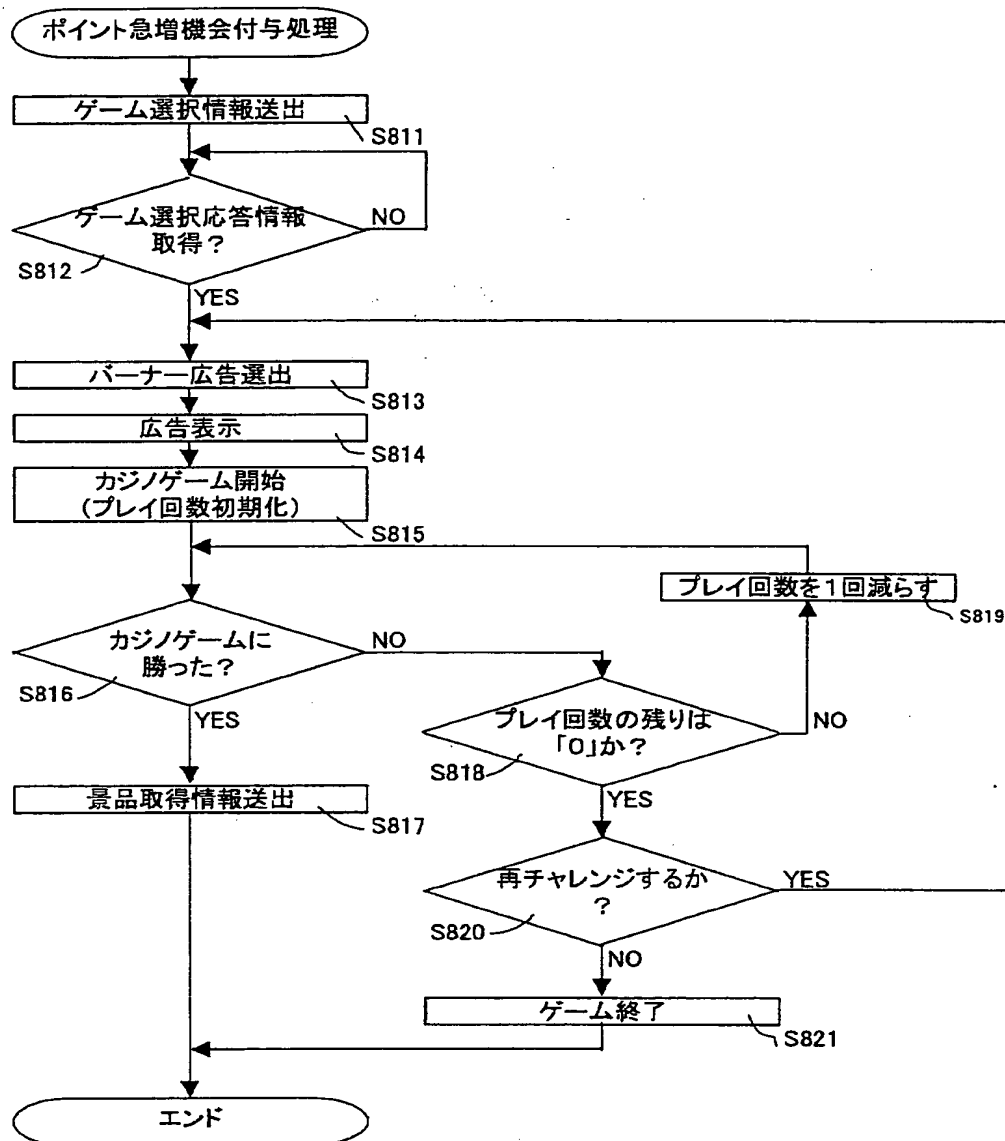 ポイント急増機会付与処理
ゲーム選択情報送出
S811
ゲーム選択応答情報
取得？
NO
S812
YES
バーナー広告選出
S813
広告表示
S814
カジノゲーム開始
(プレイ回数初期化)
S815
プレイ回数を1回減らす
S819
カジノゲームに
勝った？
NO
S816
YES
プレイ回数の残りは
「0」か？
NO
S818
YES
景品取得情報送出
S817
再チャレンジするか
？
YES
S820
NO
ゲーム終了
S821
エンド